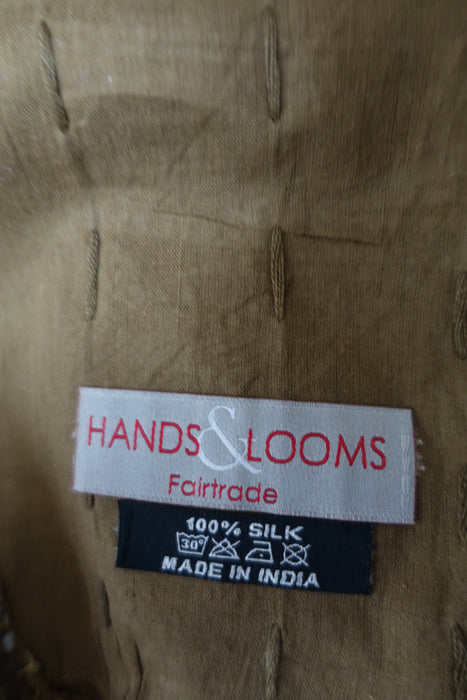 HANDS & LOOMS
Fairtrade
100% SILK
30°
MADE IN INDIA